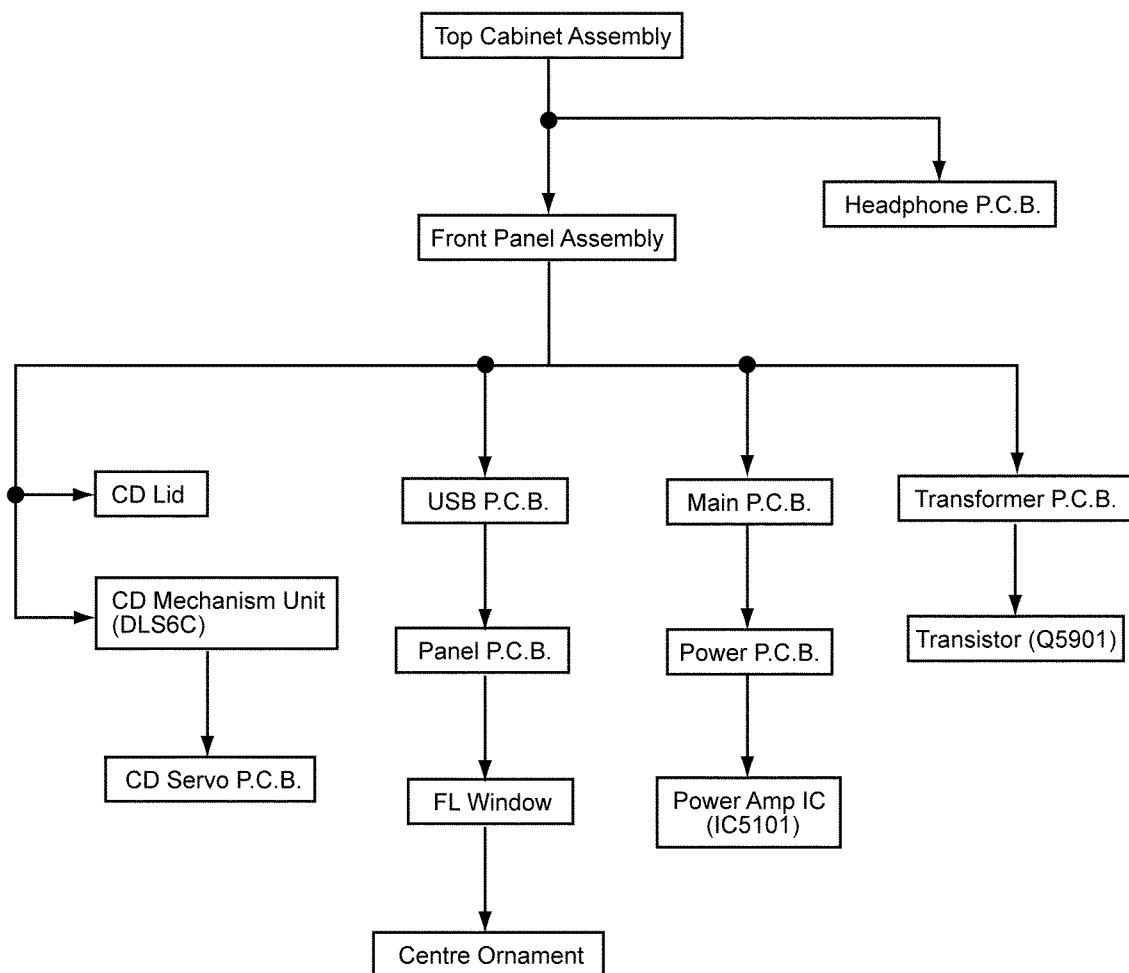 Top Cabinet Assembly
Headphone P.C.B.
Front Panel Assembly
CD Lid
USB P.C.B.
Main P.C.B.
Transformer P.C.B.
CD Mechanism Unit
(DLS6C)
Panel P.C.B.
Power P.C.B.
Transistor (Q5901)
CD Servo P.C.B.
FL Window
Power Amp IC
(IC5101)
Centre Ornament